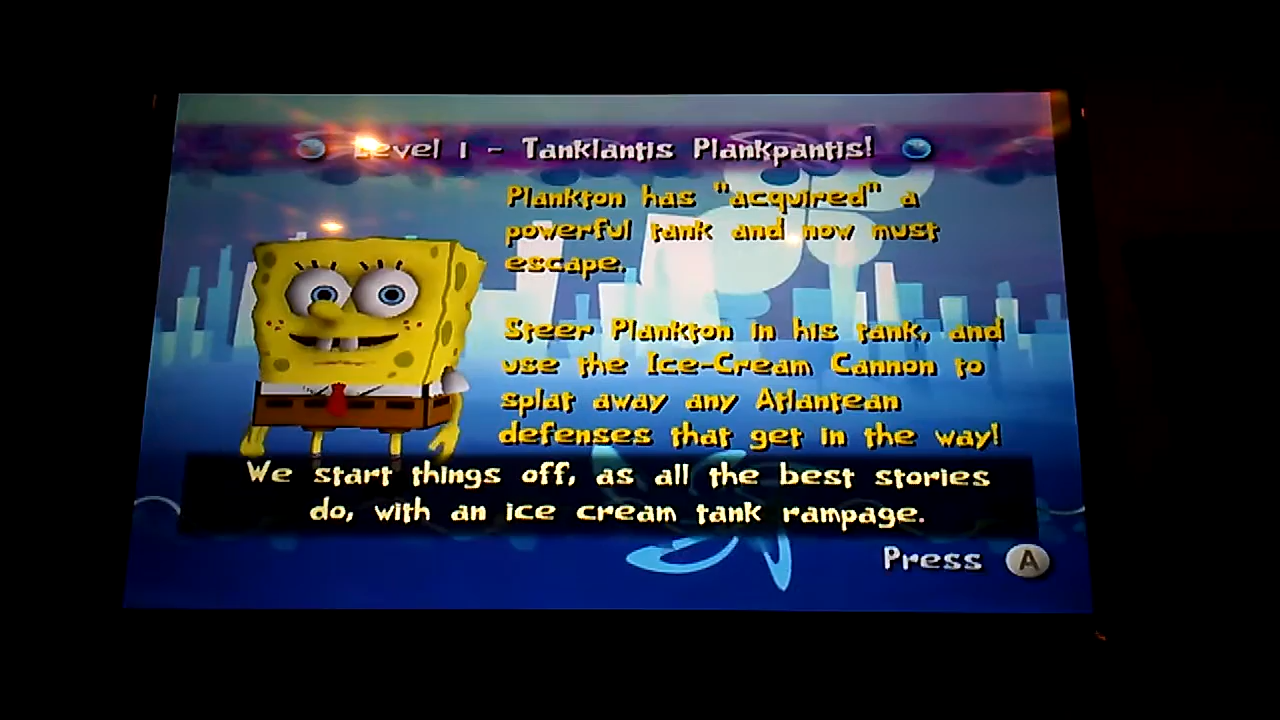 Level 1 - Tanklantis Plankpantis!
Plankton has "acquired" a
powerful tank and now must
escape.
Steer Plankton in his tank, and
use the Ice-Cream Cannon to
splat away any Atlantean
defenses that get in the way!
We start things off, as all the best stories
do, with an ice cream tank rampage.
Press A